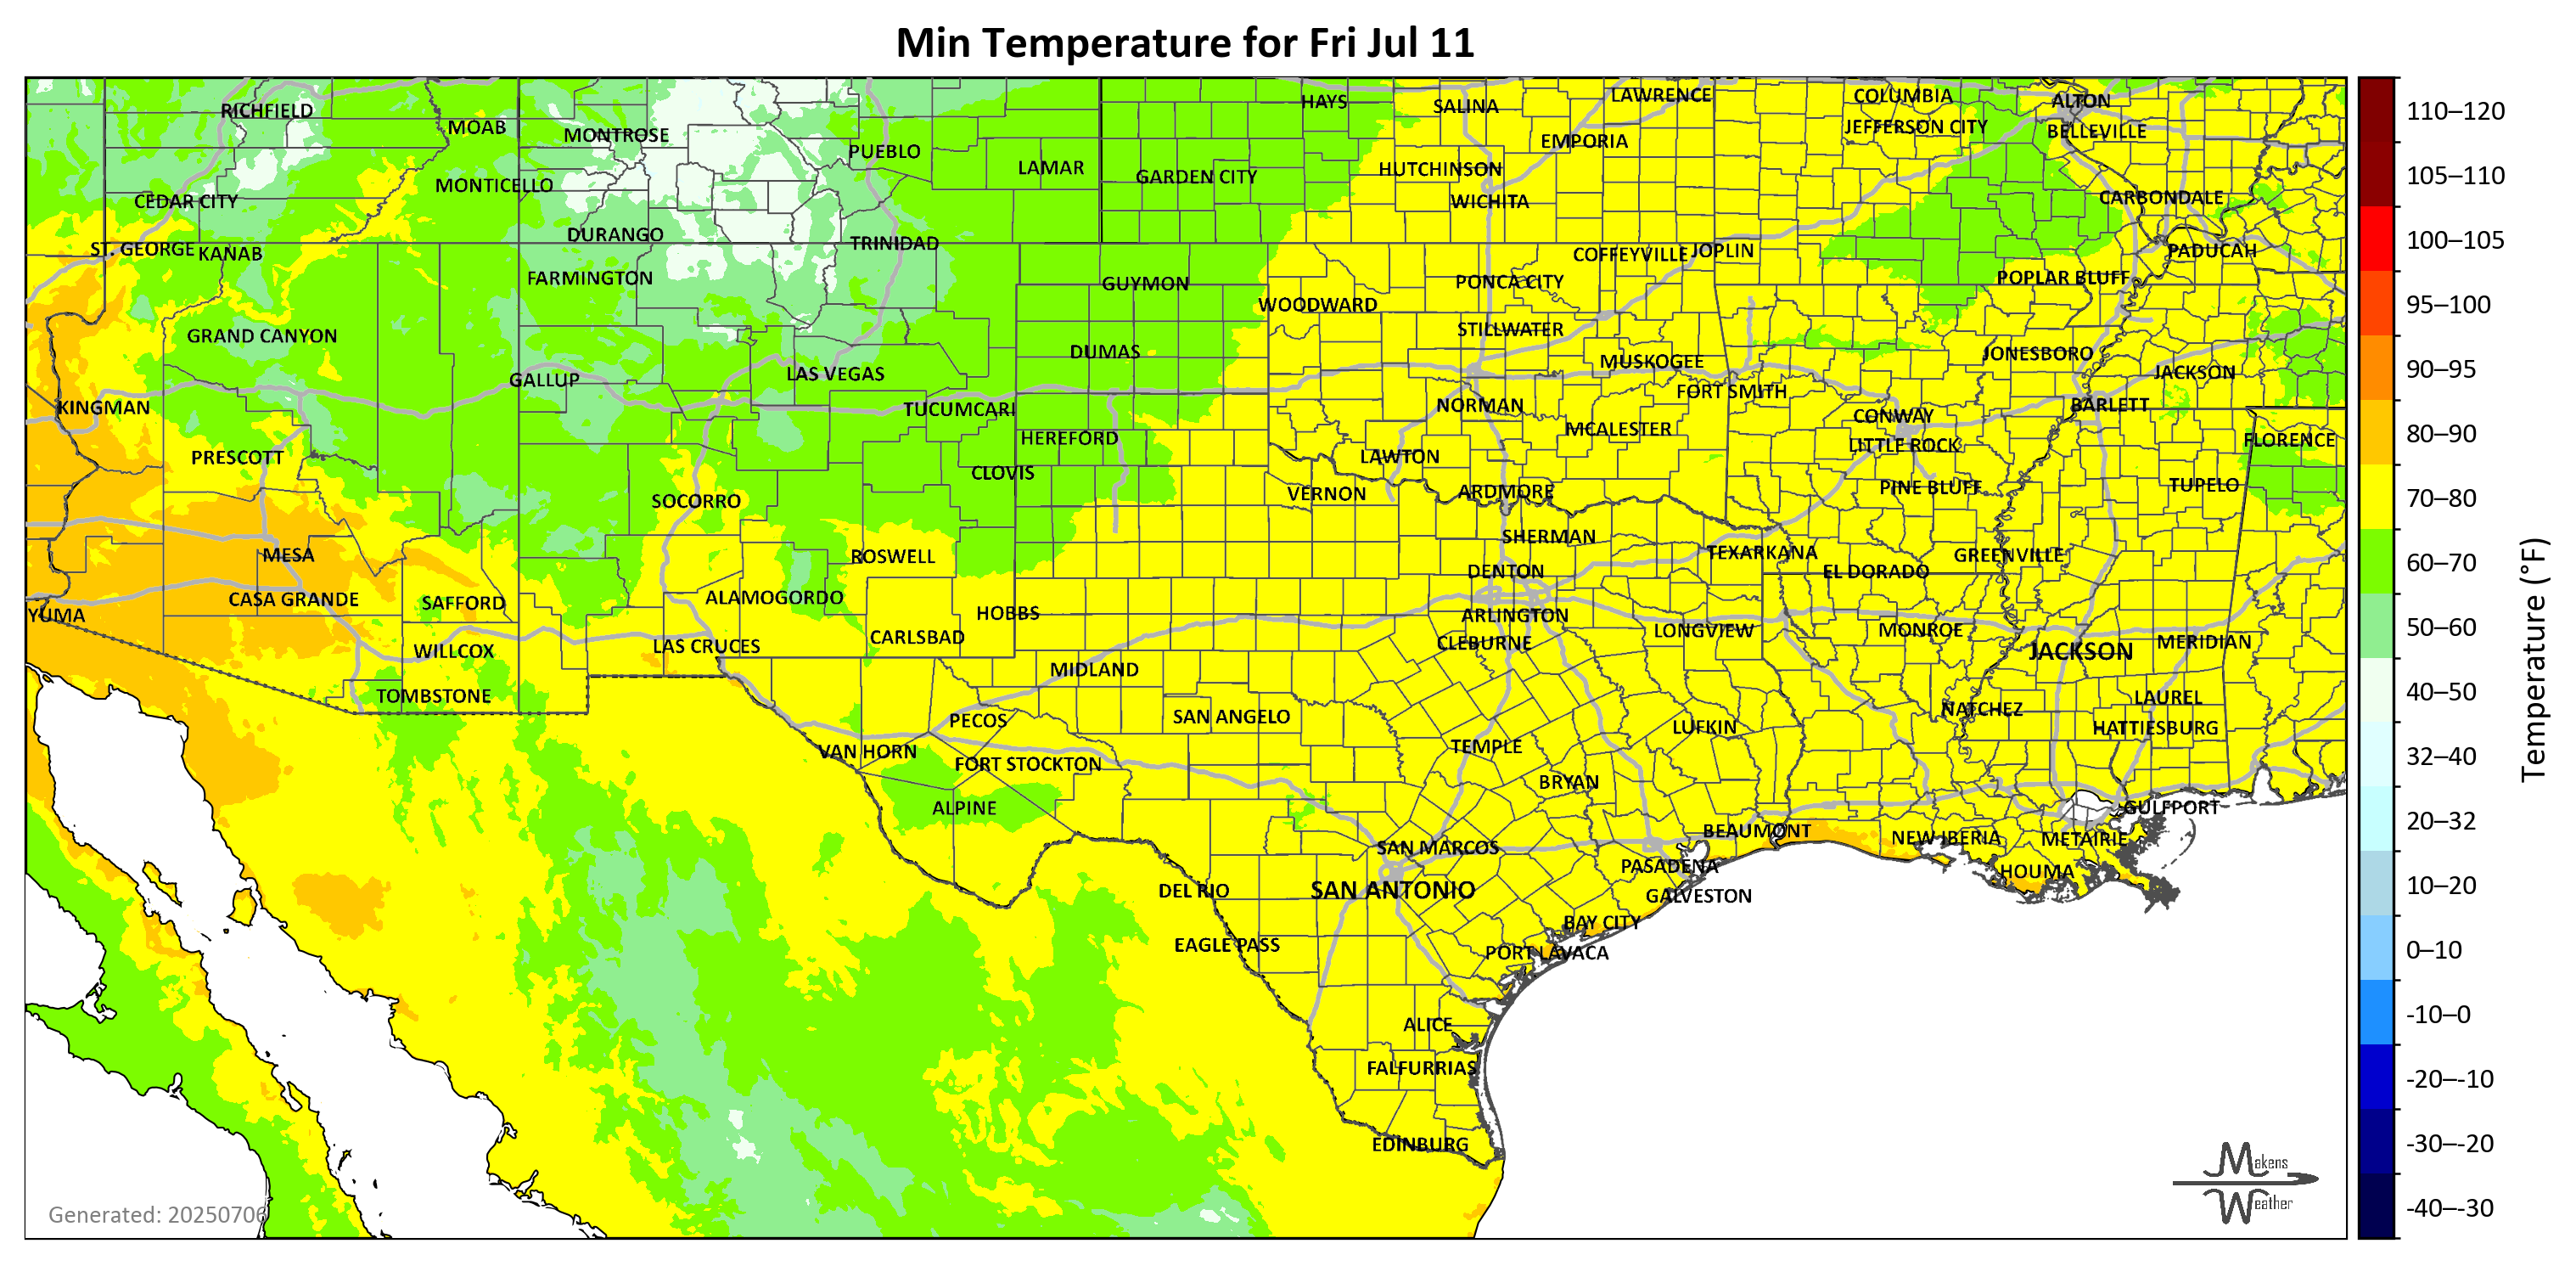 Min Temperature for Fri Jul 11
HAYS
SALINA
LAWRENCE
COLUMBIA
ALTON
RICHFIELD
MOAB
MONTROSE
PUEBLO
EMPORIA
JEFFERSON CITY
BELLEVILLE
LAMAR
GARDEN CITY
HUTCHINSON
MONTICELLO
CEDAR CITY
WICHITA
CARBONDALE
DURANGO
TRINIDAD
ST. GEORGE
KANAB
COFFEYVILLE
JOPLIN
PADUCAH
FARMINGTON
GUYMON
PONCA CITY
POPLAR BLUFF
WOODWARD
GRAND CANYON
STILLWATER
DUMAS
MUSKOGEE
JONESBORO
GALLUP
LAS VEGAS
FORT SMITH
JACKSON
KINGMAN
TUCUMCARI
NORMAN
CONWAY
BARLETT
HEREFORD
MCALESTER
LITTLE ROCK
FLORENCE
PRESCOTT
CLOVIS
LAWTON
SOCORRO
VERNON
ARDMORE
PINE BLUFF
TUPELO
MESA
ROSWELL
SHERMAN
TEXARKANA
GREENVILLE
DENTON
EL DORADO
CASA GRANDE
SAFFORD
ALAMOGORDO
YUMA
HOBBS
ARLINGTON
LAS CRUCES
CARLSBAD
CLEBURNE
LONGVIEW
MONROE
MERIDIAN
WILLCOX
MIDLAND
JACKSON
TOMBSTONE
LAUREL
PECOS
SAN ANGELO
NATCHEZ
VAN HORN
TEMPLE
LUFKIN
HATTIESBURG
FORT STOCKTON
BRYAN
ALPINE
GULFPORT
SAN MARCOS
BEAUMONT
NEW IBERIA
METAIRIE
DEL RIO
SAN ANTONIO
PASADENA
HOUMA
GALVESTON
EAGLE PASS
BAY CITY
PORT LAVACA
ALICE
FALFURRIAS
EDINBURG
Generated: 20250706
Makens
Weather
110–120
105–110
100–105
95–100
90–95
80–90
70–80
60–70
50–60
40–50
32–40
20–32
10–20
0–10
-10–0
-20–-10
-30–-20
-40–-30
Temperature (°F)